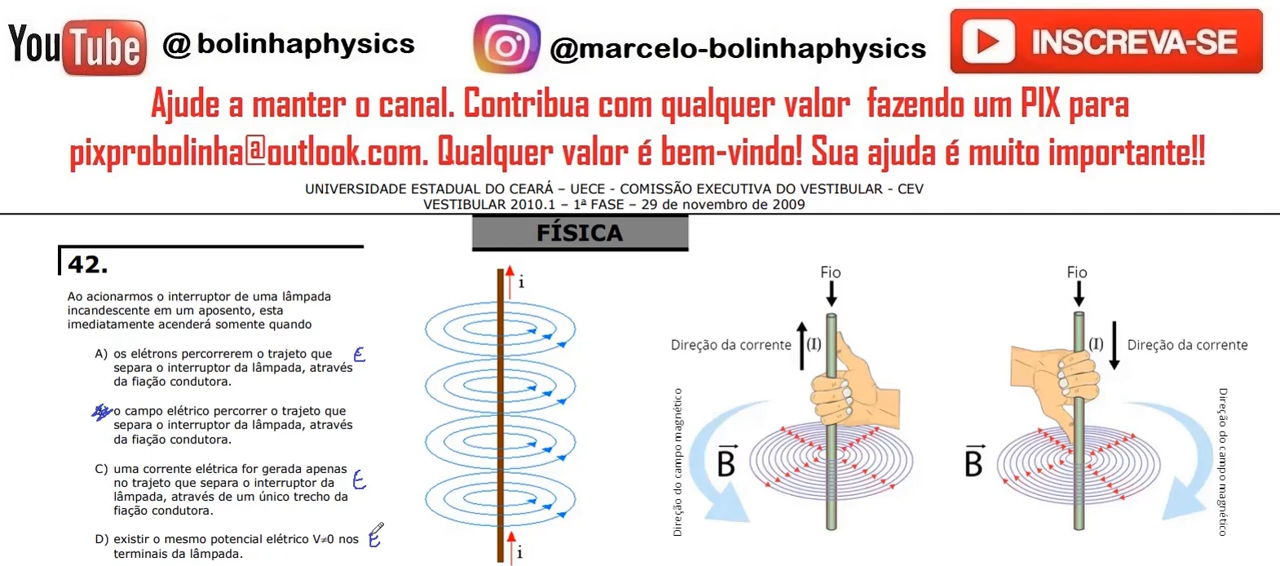 YouTube @bolinhaphysics @marcelo-bolinhaphysics INSCREVA-SE
Ajude a manter o canal. Contribua com qualquer valor fazendo um PIX para
pixprobolinha@outlook.com. Qualquer valor é bem-vindo! Sua ajuda é muito importante!!
UNIVERSIDADE ESTADUAL DO CEARÁ – UECE - COMISSÃO EXECUTIVA DO VESTIBULAR - CEV
VESTIBULAR 2010.1 – 1ª FASE – 29 de novembro de 2009
FÍSICA
42.
Ao acionarmos o interruptor de uma lâmpada
incandescente em um aposento, esta
imediatamente acenderá somente quando
A) os elétrons percorrerem o trajeto que E
separa o interruptor da lâmpada, através
da fiação condutora.
o campo elétrico percorrer o trajeto que
separa o interruptor da lâmpada, através
da fiação condutora.
C) uma corrente elétrica for gerada apenas
no trajeto que separa o interruptor da E
lâmpada, através de um único trecho da
fiação condutora.
D) existir o mesmo potencial elétrico V≠0 nos E
terminais da lâmpada.
i
i
Fio
Direção da corrente (I)
B
Direção do campo magnético
Fio
(I) Direção da corrente
B
Direção do campo magnético